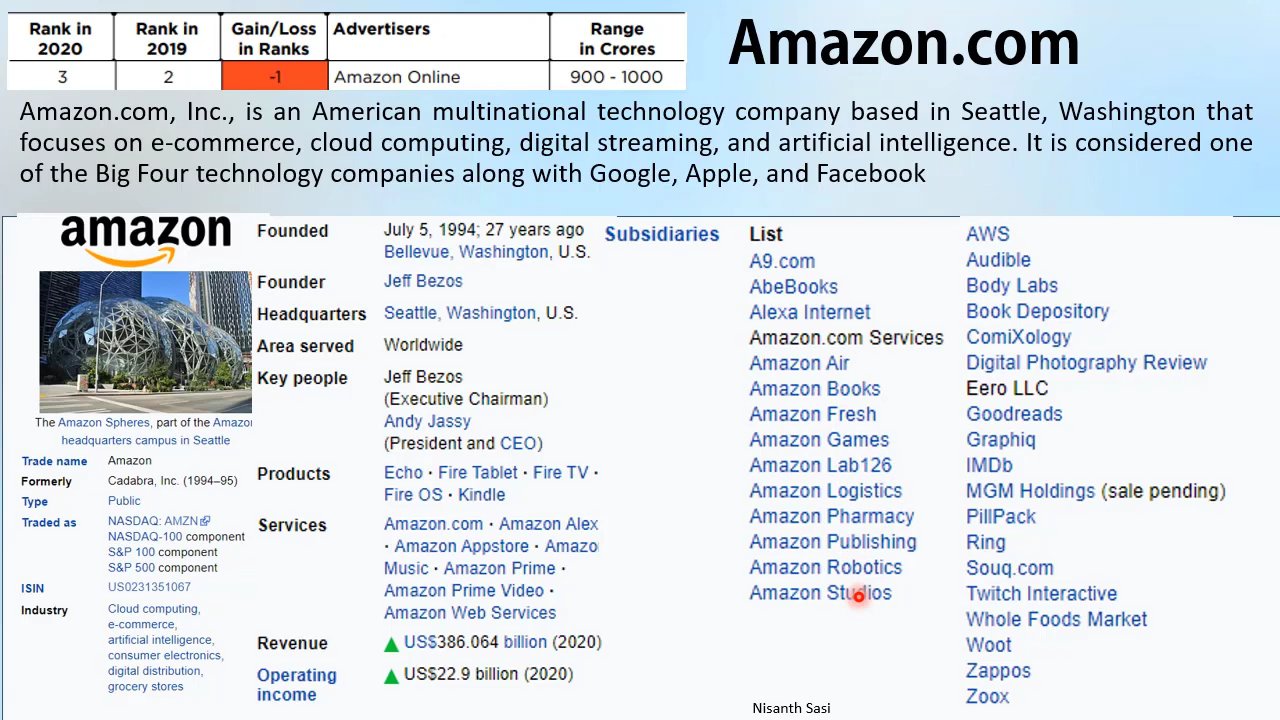 Rank in 2020
Rank in 2019
Gain/Loss in Ranks
Advertisers
Range in Crores
3
2
-1
Amazon Online
900 - 1000
Amazon.com
Amazon.com, Inc., is an American multinational technology company based in Seattle, Washington that
focuses on e-commerce, cloud computing, digital streaming, and artificial intelligence. It is considered one
of the Big Four technology companies along with Google, Apple, and Facebook
amazon
The Amazon Spheres, part of the Amazon
headquarters campus in Seattle
Trade name Amazon
Formerly Cadabra, Inc. (1994–95)
Type Public
Traded as NASDAQ: AMZN
NASDAQ-100 component
S&P 100 component
S&P 500 component
ISIN US0231351067
Industry Cloud computing,
e-commerce,
artificial intelligence,
consumer electronics,
digital distribution,
grocery stores
Founded July 5, 1994; 27 years ago
Bellevue, Washington, U.S.
Founder Jeff Bezos
Headquarters Seattle, Washington, U.S.
Area served Worldwide
Key people Jeff Bezos
(Executive Chairman)
Andy Jassy
(President and CEO)
Products Echo · Fire Tablet · Fire TV ·
Fire OS · Kindle
Services Amazon.com · Amazon Alex
· Amazon Appstore · Amazo
Music · Amazon Prime ·
Amazon Prime Video ·
Amazon Web Services
Revenue US$386.064 billion (2020)
Operating income US$22.9 billion (2020)
Subsidiaries
List
A9.com
AbeBooks
Alexa Internet
Amazon.com Services
Amazon Air
Amazon Books
Amazon Fresh
Amazon Games
Amazon Lab126
Amazon Logistics
Amazon Pharmacy
Amazon Publishing
Amazon Robotics
Amazon Studios
AWS
Audible
Body Labs
Book Depository
ComiXology
Digital Photography Review
Eero LLC
Goodreads
Graphiq
IMDb
MGM Holdings (sale pending)
PillPack
Ring
Souq.com
Twitch Interactive
Whole Foods Market
Woot
Zappos
Zoox
Nisanth Sasi